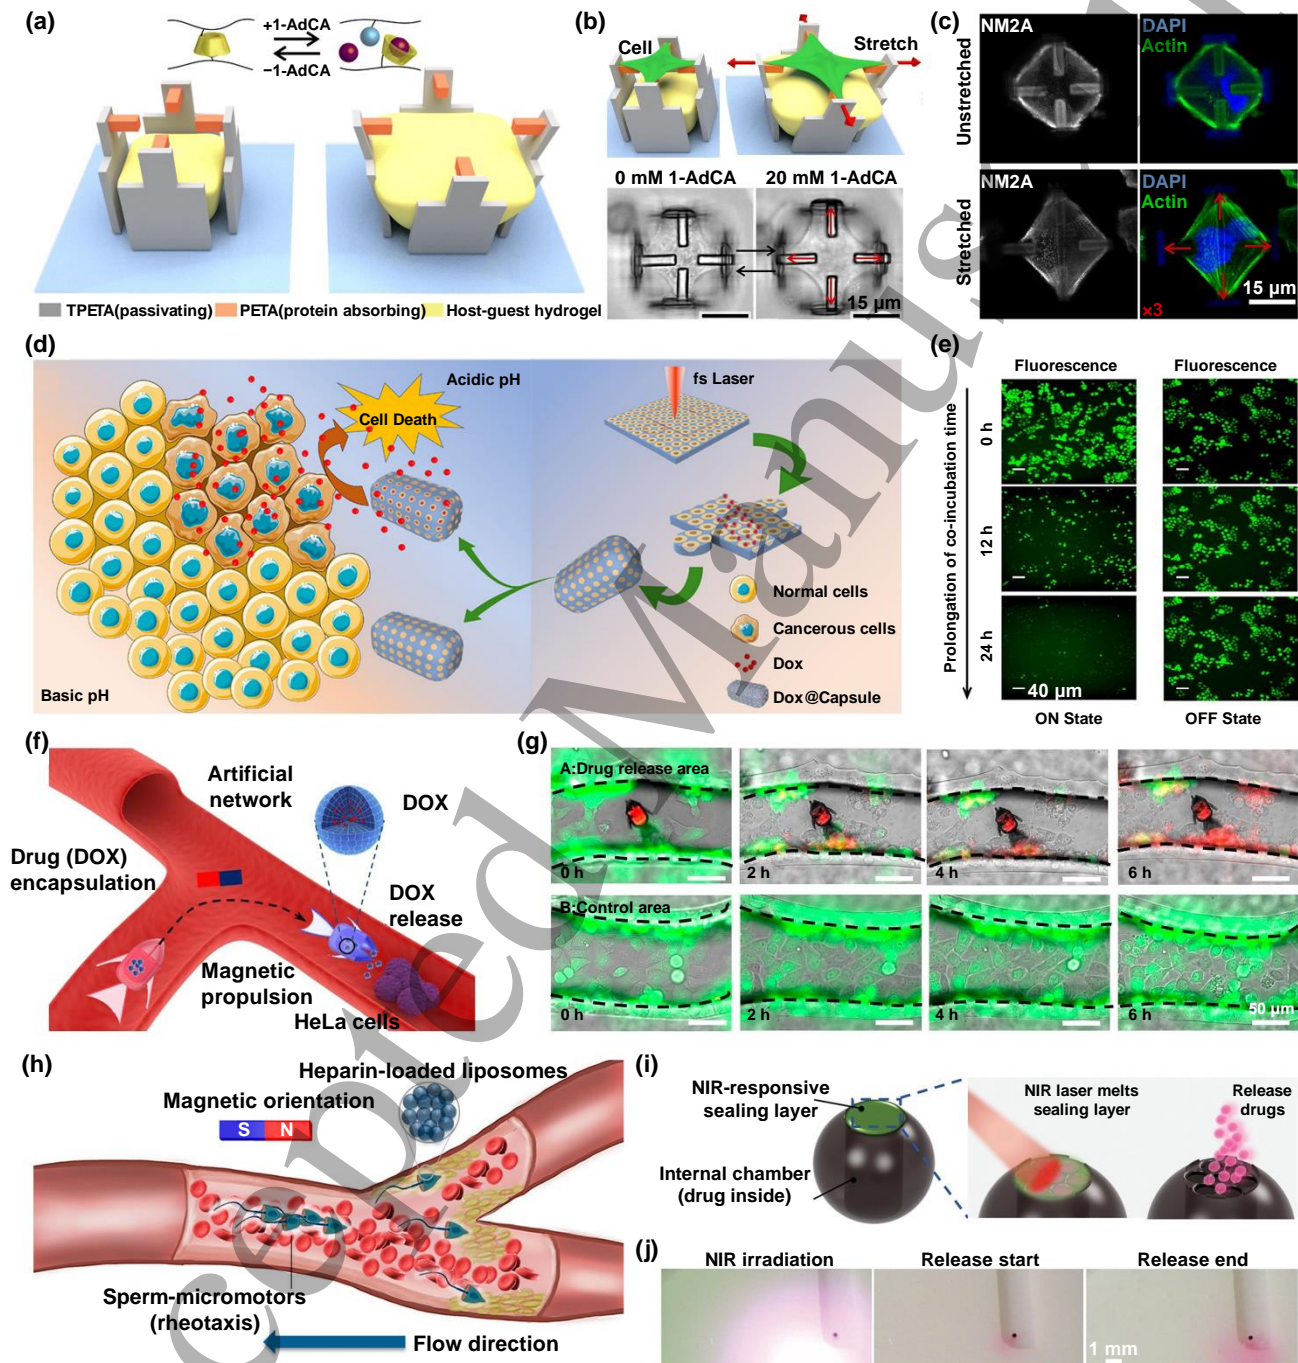 (a)
+1-AdCA
−1-AdCA
TPETA(passivating) PETA(protein absorbing) Host-guest hydrogel
(b)
Cell
Stretch
0 mM 1-AdCA 20 mM 1-AdCA
15 µm
(c)
Unstretched
NM2A
DAPI
Actin
Stretched
NM2A
DAPI
Actin
×3
15 µm
(d)
Acidic pH
Cell Death
fs Laser
Normal cells
Cancerous cells
Dox
Dox@Capsule
Basic pH
(e)
Fluorescence Fluorescence
Prolongation of co-incubation time
0 h
12 h
24 h
40 µm
ON State OFF State
(f)
Artificial
network
DOX
Drug (DOX)
encapsulation
DOX
release
Magnetic
propulsion
HeLa cells
(g)
A:Drug release area
0 h 2 h 4 h 6 h
B:Control area
0 h 2 h 4 h 6 h
50 µm
(h)
Heparin-loaded liposomes
Magnetic orientation
S N
Sperm-micromotors
(rheotaxis)
Flow direction
(i)
NIR-responsive
sealing layer
Internal chamber
(drug inside)
NIR laser melts
sealing layer
Release
drugs
(j)
NIR irradiation Release start Release end
1 mm